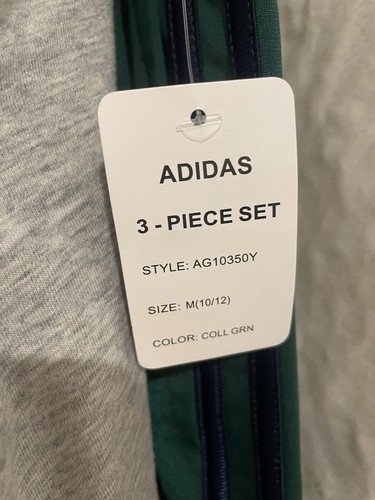 ADIDAS
3 - PIECE SET
STYLE: AG10350Y
SIZE: M(10/12)
COLOR: COLL GRN